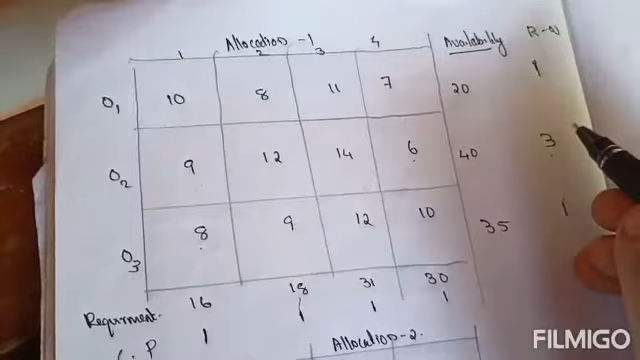 Allocation -1
1 2 3 4 Availability R-D
O1 10 8 11 7 20 1
O2 9 12 14 6 40 3
O3 8 9 12 10 35 1
Requirment. 16 18 31 30
C.P 1 1 1 1
Allocation-2.
FILMIGO